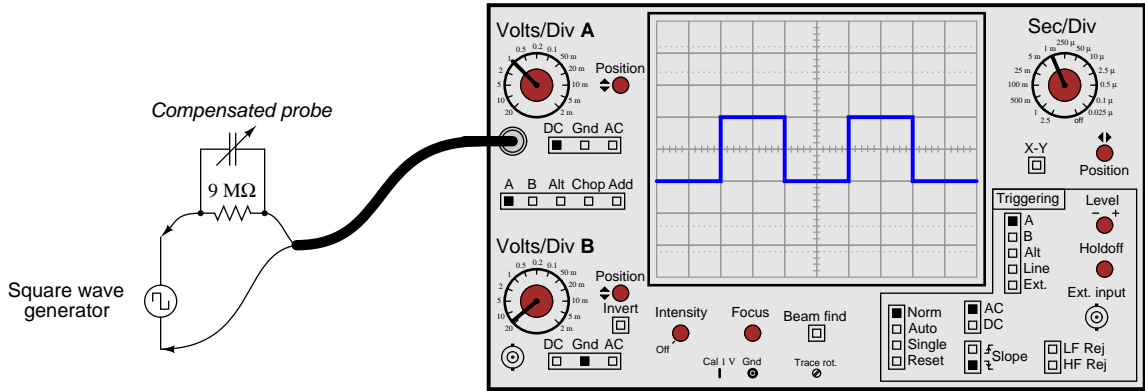 Compensated probe
9 MΩ
Square wave
generator
Volts/Div A
0.5 0.2 0.1
1 50 m
2 20 m
5 10 m
10 5 m
20 2 m
Position
DC Gnd AC
A B Alt Chop Add
Volts/Div B
0.5 0.2 0.1
1 50 m
2 20 m
5 10 m
10 5 m
20 2 m
Position
Invert
DC Gnd AC
Intensity
Off
Focus
Beam find
Cal 1 V Gnd
Trace rot.
Sec/Div
250 µ
1 m 50 µ
5 m 10 µ
25 m 2.5 µ
100 m 0.5 µ
500 m 0.1 µ
1 0.025 µ
2.5 off
X-Y
Position
Triggering
A
B
Alt
Line
Ext.
Level
– +
Holdoff
Ext. input
Norm
Auto
Single
Reset
AC
DC
Slope
LF Rej
HF Rej